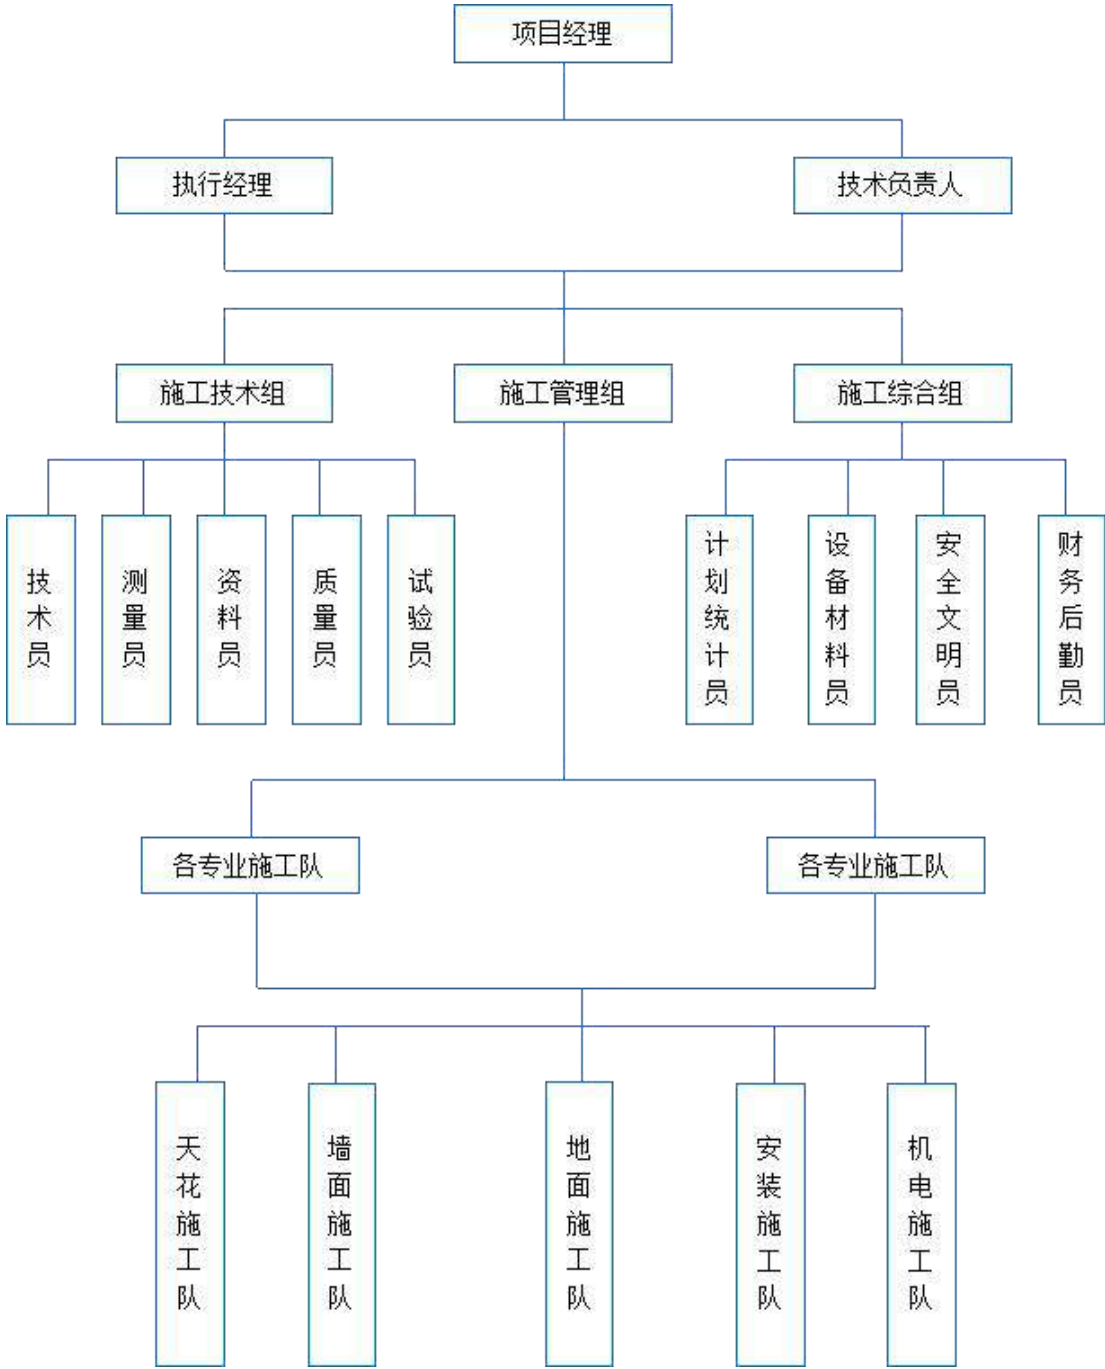 项目经理
执行经理
技术负责人
施工技术组
施工管理组
施工综合组
技术员
测量员
资料员
质量员
试验员
计划统计员
设备材料员
安全文明员
财务后勤员
各专业施工队
各专业施工队
天花施工队
墙面施工队
地面施工队
安装施工队
机电施工队